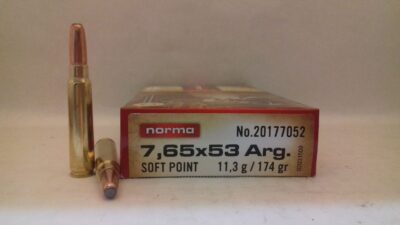 norma
No.20177052
7,65x53 Arg.
SOFT POINT 11,3 g / 174 gr